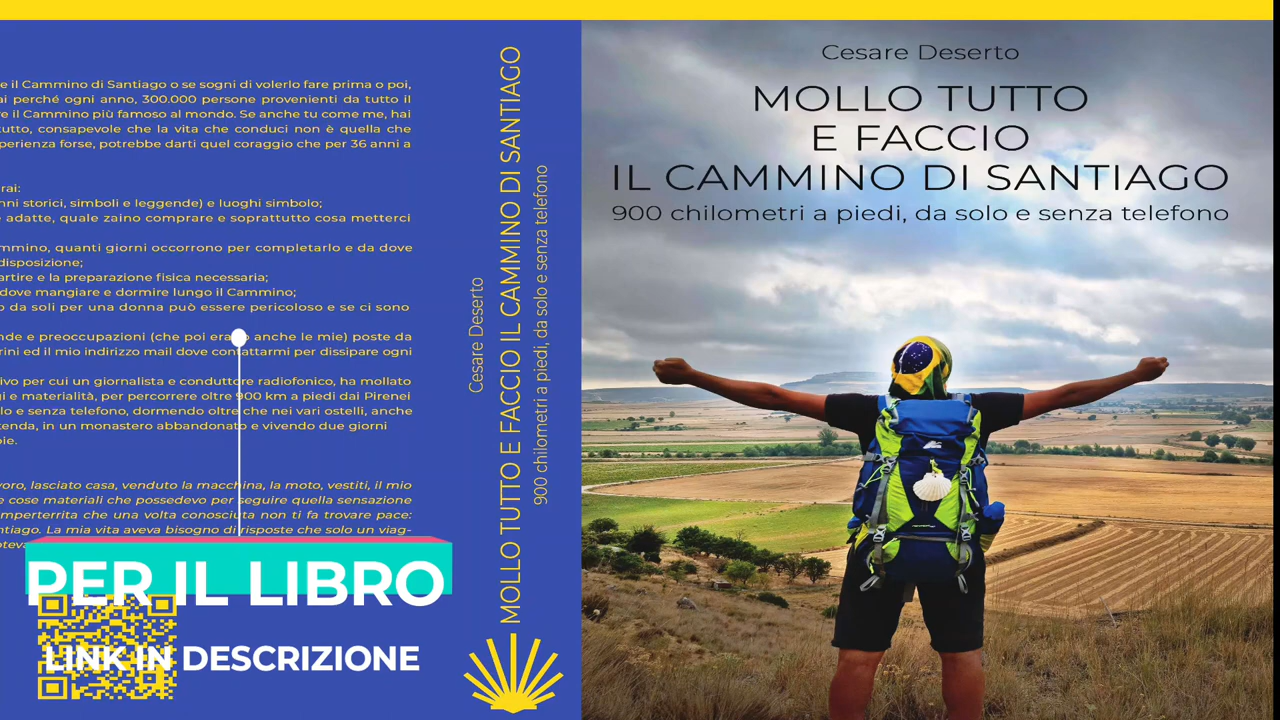 e il Cammino di Santiago o se sogni di volerlo fare prima o poi,
ai perché ogni anno, 300.000 persone provenienti da tutto il
re il Cammino più famoso al mondo. Se anche tu come me, hai
utto, consapevole che la vita che conduci non è quella che
perienza forse, potrebbe darti quel coraggio che per 36 anni a
rai:
nni storici, simboli e leggende) e luoghi simbolo;
e adatte, quale zaino comprare e soprattutto cosa metterci
mmino, quanti giorni occorrono per completarlo e da dove
disposizione;
artire e la preparazione fisica necessaria;
dove mangiare e dormire lungo il Cammino;
o da soli per una donna può essere pericoloso e se ci sono
nde e preoccupazioni (che poi erano anche le mie) poste da
rini ed il mio indirizzo mail dove contattarmi per dissipare ogni
ivo per cui un giornalista e conduttore radiofonico, ha mollato
gi e materialità, per percorrere oltre 900 km a piedi dai Pirenei
lo e senza telefono, dormendo oltre che nei vari ostelli, anche
tenda, in un monastero abbandonato e vivendo due giorni
pie.
voro, lasciato casa, venduto la macchina, la moto, vestiti, il mio
e cose materiali che possedevo per seguire quella sensazione
mperterrita che una volta conosciuta non ti fa trovare pace:
ntiago. La mia vita aveva bisogno di risposte che solo un viag-
PER IL LIBRO
LINK IN DESCRIZIONE
Cesare Deserto
MOLLO TUTTO E FACCIO IL CAMMINO DI SANTIAGO
900 chilometri a piedi, da solo e senza telefono
Cesare Deserto
MOLLO TUTTO
E FACCIO
IL CAMMINO DI SANTIAGO
900 chilometri a piedi, da solo e senza telefono